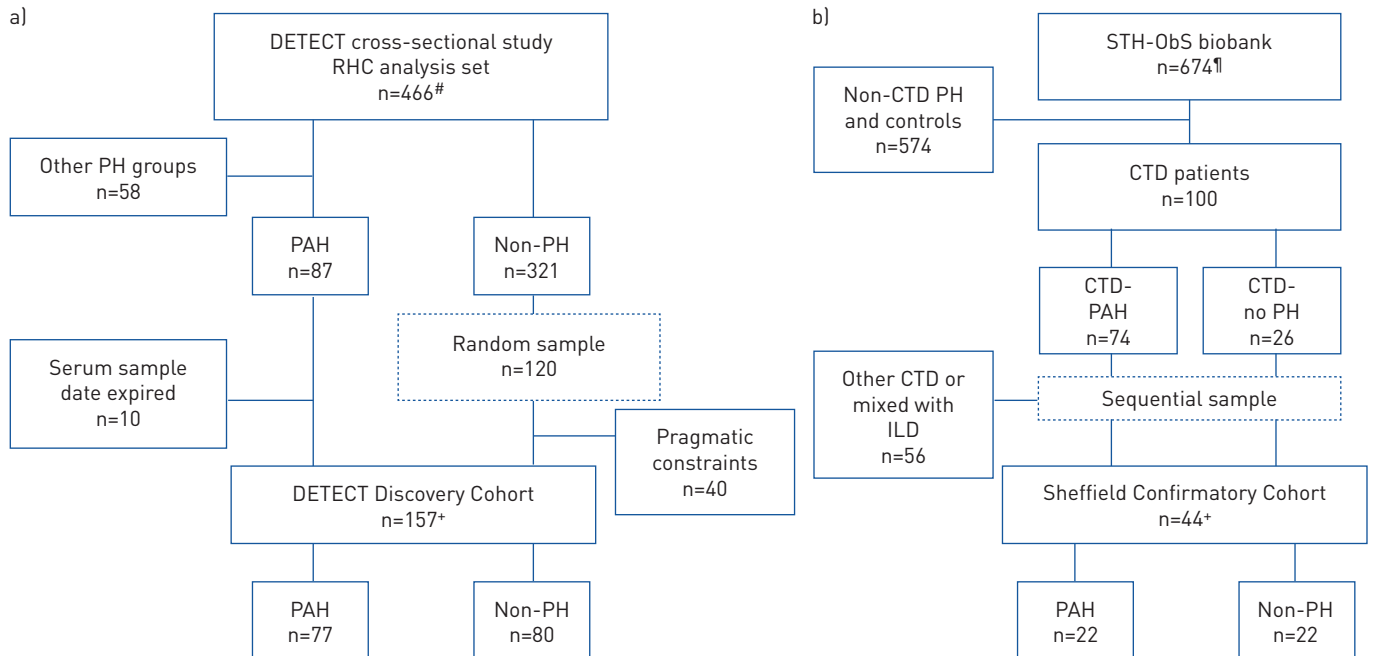 a)
DETECT cross-sectional study
RHC analysis set
n=466#
Other PH groups
n=58
PAH
n=87
Non-PH
n=321
Random sample
n=120
Serum sample
date expired
n=10
Pragmatic
constraints
n=40
DETECT Discovery Cohort
n=157+
PAH
n=77
Non-PH
n=80
b)
STH-ObS biobank
n=674¶
Non-CTD PH
and controls
n=574
CTD patients
n=100
CTD-
PAH
n=74
CTD-
no PH
n=26
Other CTD or
mixed with
ILD
n=56
Sequential sample
Sheffield Confirmatory Cohort
n=44+
PAH
n=22
Non-PH
n=22